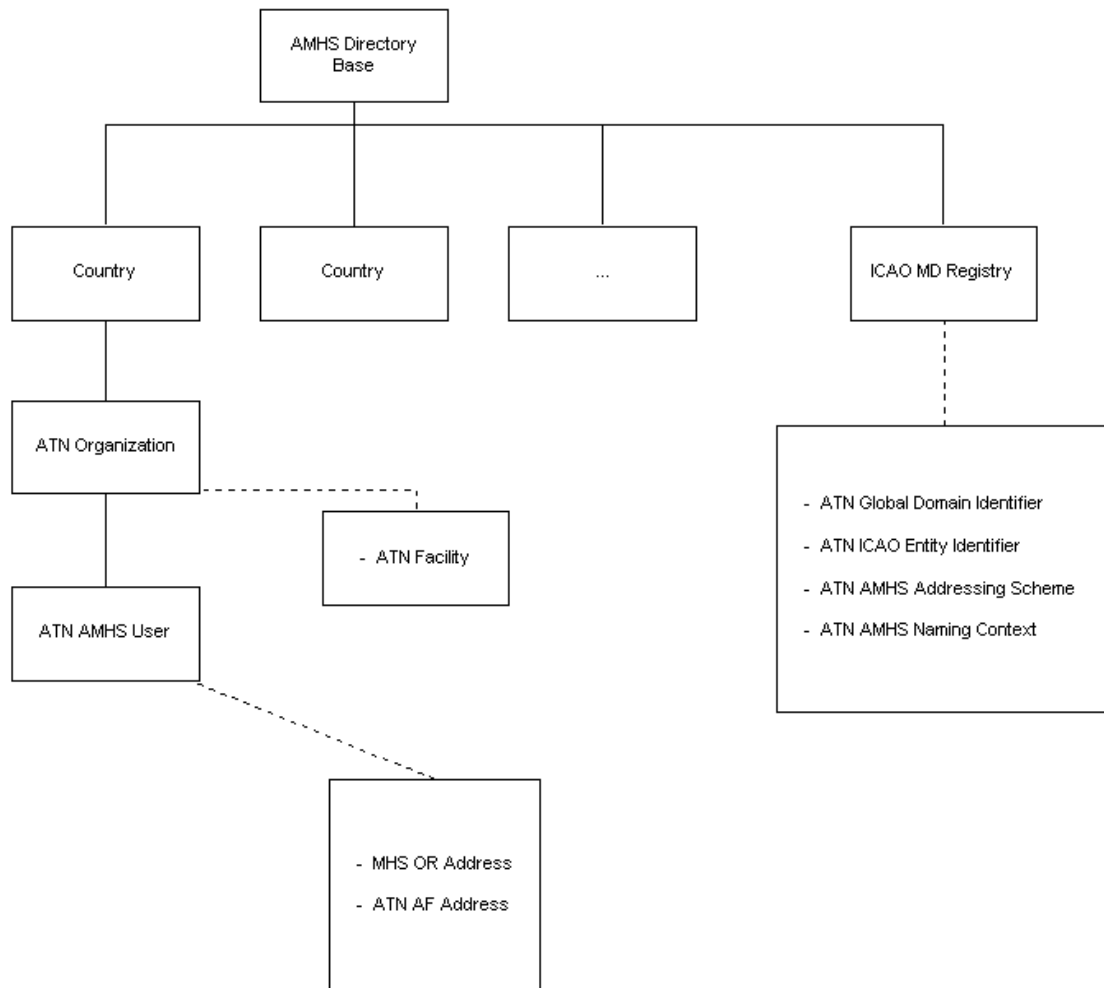 AMHS Directory
Base
Country
Country
...
ICAO MD Registry
ATN Organization
- ATN Facility
ATN AMHS User
- ATN Global Domain Identifier
- ATN ICAO Entity Identifier
- ATN AMHS Addressing Scheme
- ATN AMHS Naming Context
- MHS OR Address
- ATN AF Address